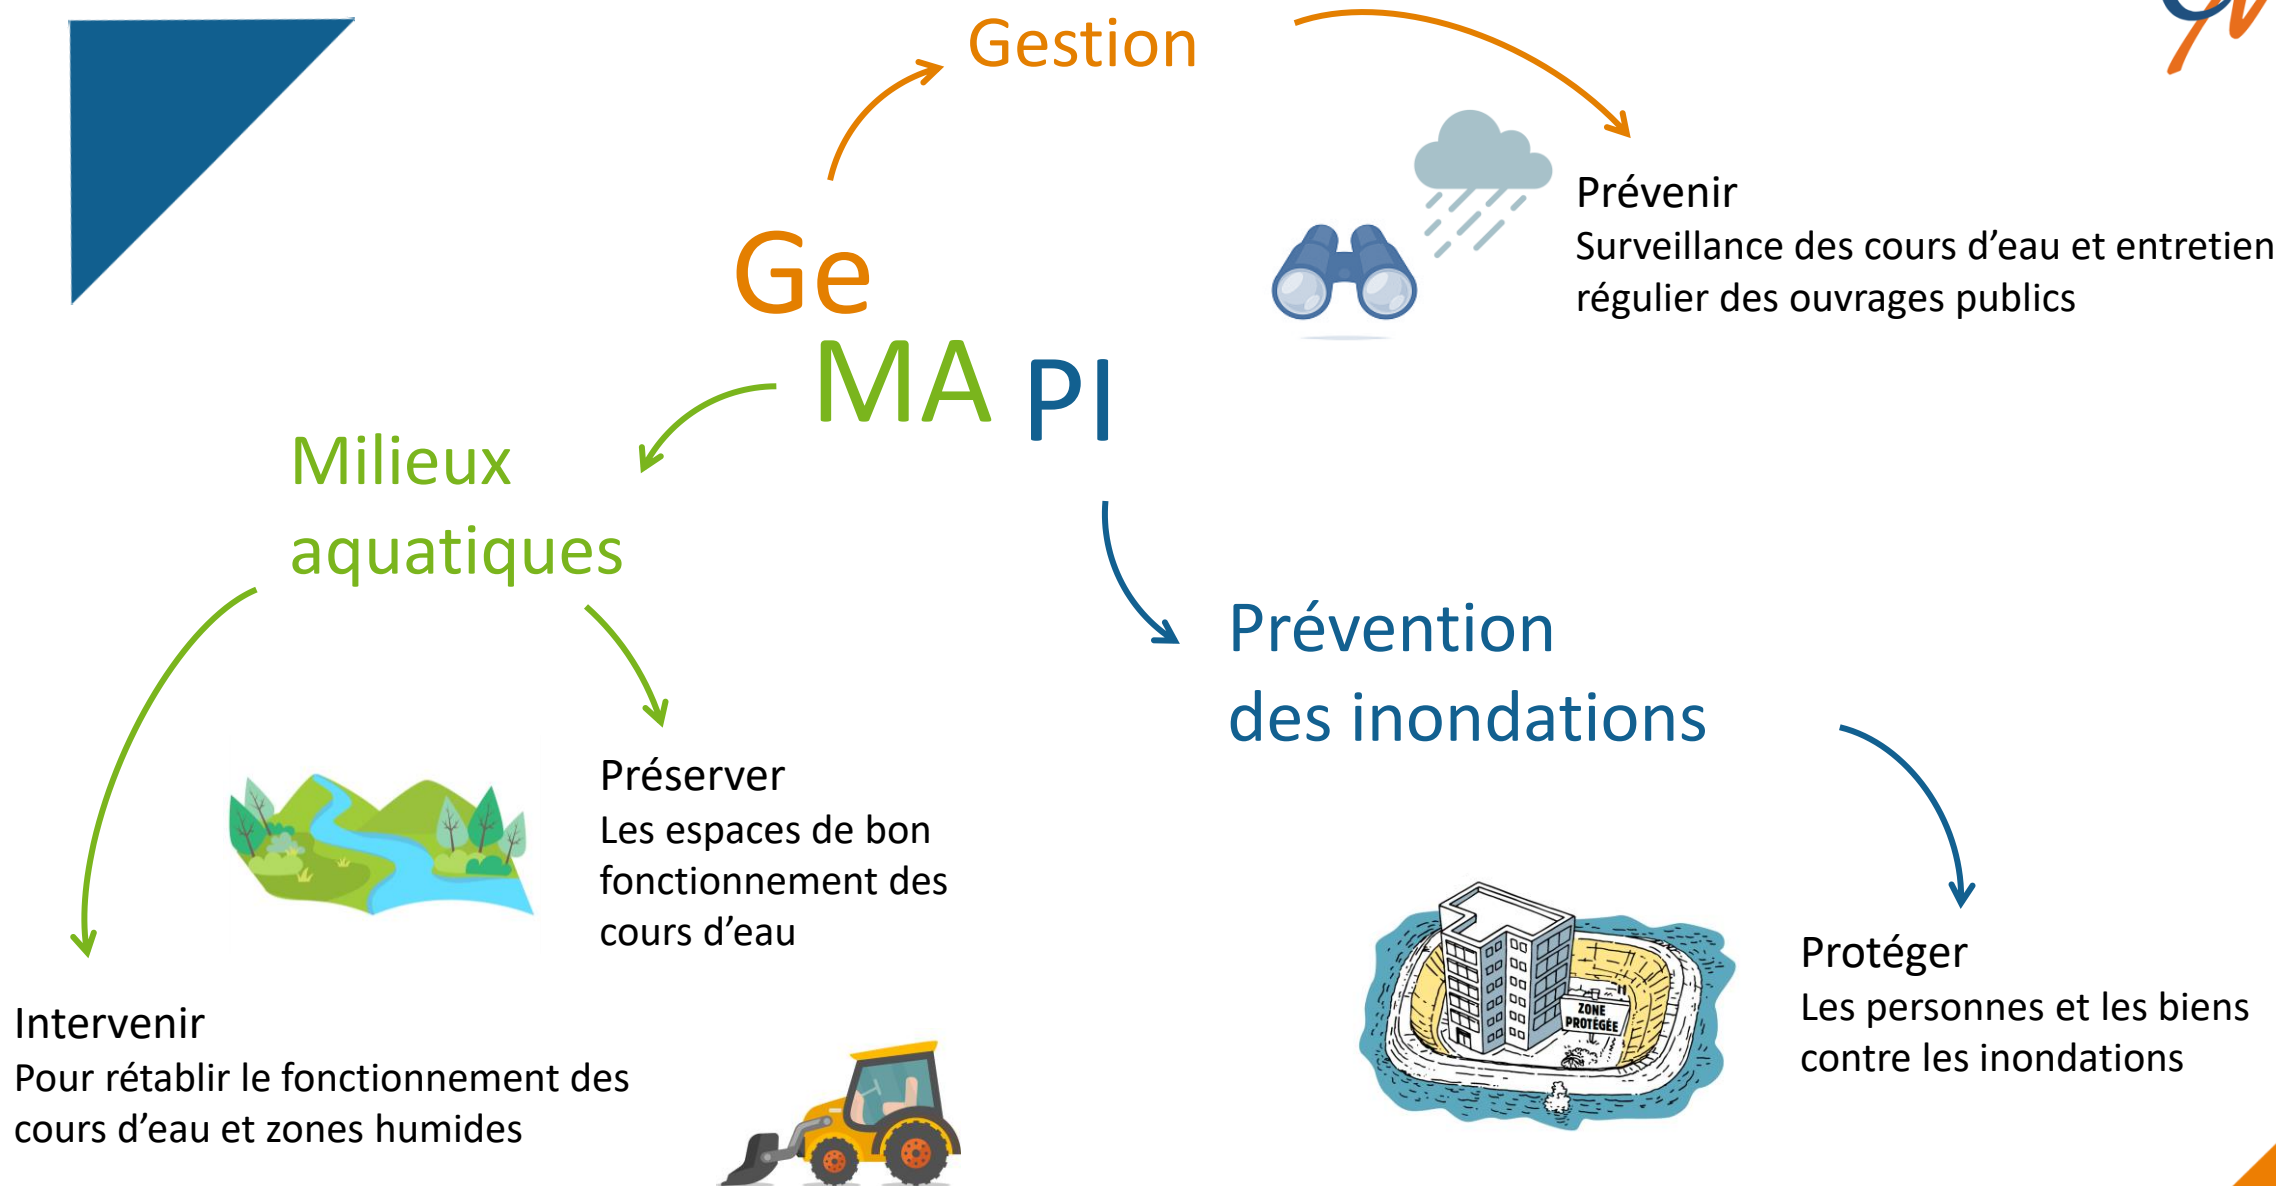 Gestion
Prévenir
Surveillance des cours d’eau et entretien
régulier des ouvrages publics
Ge
MA PI
Milieux
aquatiques
Prévention
des inondations
Préserver
Les espaces de bon
fonctionnement des
cours d’eau
Intervenir
Pour rétablir le fonctionnement des
cours d’eau et zones humides
ZONE
PROTÉGÉE
Protéger
Les personnes et les biens
contre les inondations